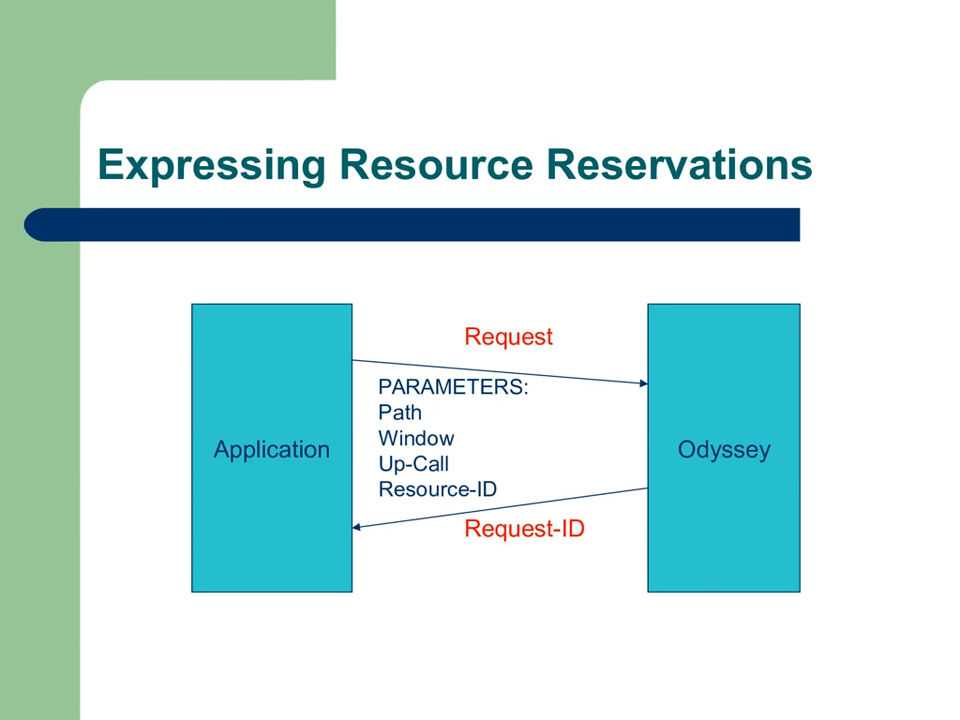 Expressing Resource Reservations
Request
PARAMETERS:
Path
Window
Up-Call
Resource-ID
Application
Odyssey
Request-ID